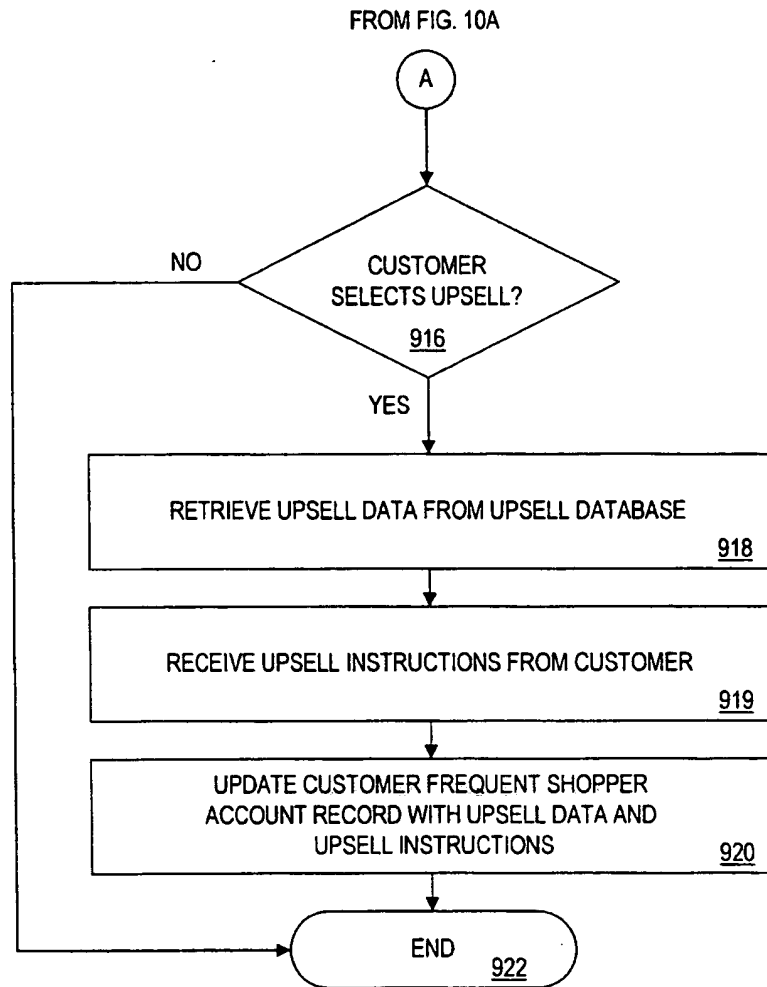 FROM FIG. 10A
A
NO
CUSTOMER
SELECTS UPSELL?
916
YES
RETRIEVE UPSELL DATA FROM UPSELL DATABASE
918
RECEIVE UPSELL INSTRUCTIONS FROM CUSTOMER
919
UPDATE CUSTOMER FREQUENT SHOPPER
ACCOUNT RECORD WITH UPSELL DATA AND
UPSELL INSTRUCTIONS
920
END
922